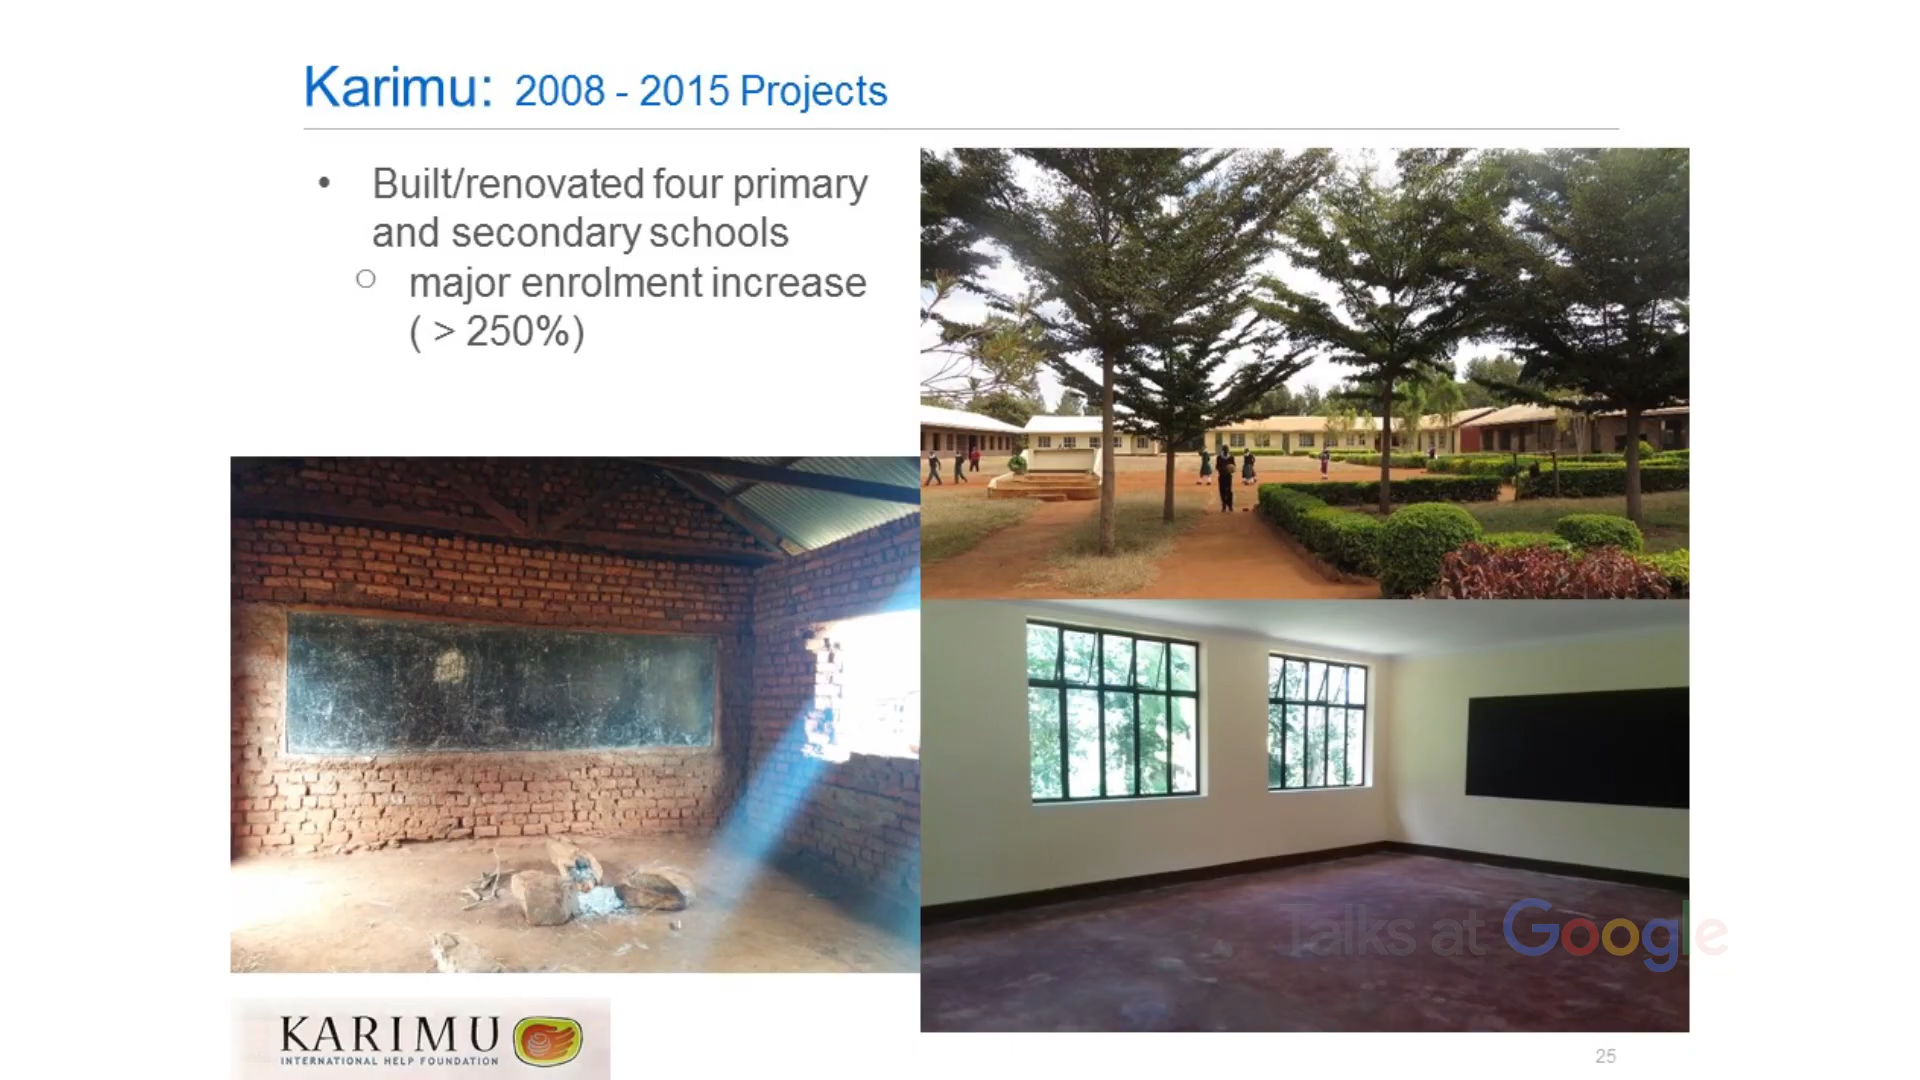 Karimu: 2008 - 2015 Projects
• Built/renovated four primary
and secondary schools
○ major enrolment increase
( > 250%)
Talks at Google
KARIMU
INTERNATIONAL HELP FOUNDATION
25